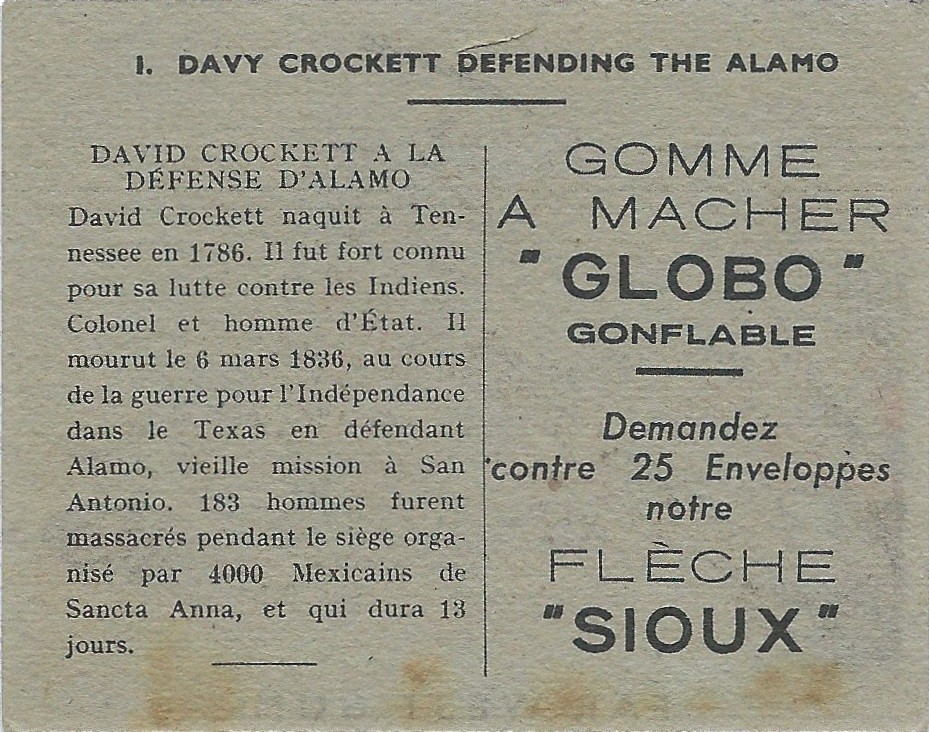 1. DAVY CROCKETT DEFENDING THE ALAMO
DAVID CROCKETT A LA
DÉFENSE D'ALAMO
David Crockett naquit à Ten-
nessee en 1786. Il fut fort connu
pour sa lutte contre les Indiens.
Colonel et homme d'État. Il
mourut le 6 mars 1836, au cours
de la guerre pour l'Indépendance
dans le Texas en défendant
Alamo, vieille mission à San
Antonio. 183 hommes furent
massacrés pendant le siège orga-
nisé par 4000 Mexicains de
Sancta Anna, et qui dura 13
jours.
GOMME
A MACHER
"GLOBO"
GONFLABLE
Demandez
contre 25 Enveloppes
notre
FLÈCHE
"SIOUX"